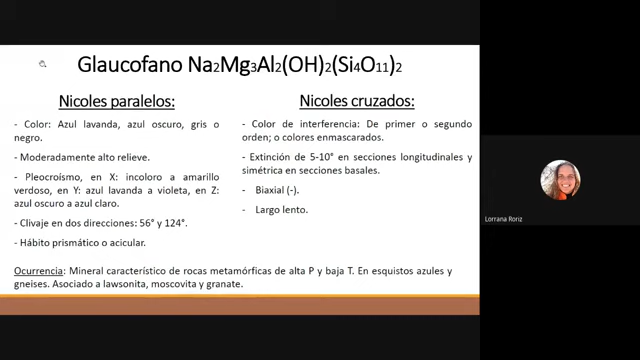 Glaucofano Na2Mg3Al2(OH)2(Si4O11)2
Nicoles paralelos:
- Color: Azul lavanda, azul oscuro, gris o
negro.
- Moderadamente alto relieve.
- Pleocroísmo, en X: incoloro a amarillo
verdoso, en Y: azul lavanda a violeta, en Z:
azul oscuro a azul claro.
- Clivaje en dos direcciones: 56° y 124°.
- Hábito prismático o acicular.
Nicoles cruzados:
- Color de interferencia: De primer o segundo
orden; o colores enmascarados.
- Extinción de 5-10° en secciones longitudinales y
simétrica en secciones basales.
- Biaxial (-).
- Largo lento.
Ocurrencia: Mineral característico de rocas metamórficas de alta P y baja T. En esquistos azules y
gneises. Asociado a lawsonita, moscovita y granate.
Lorrana Roriz